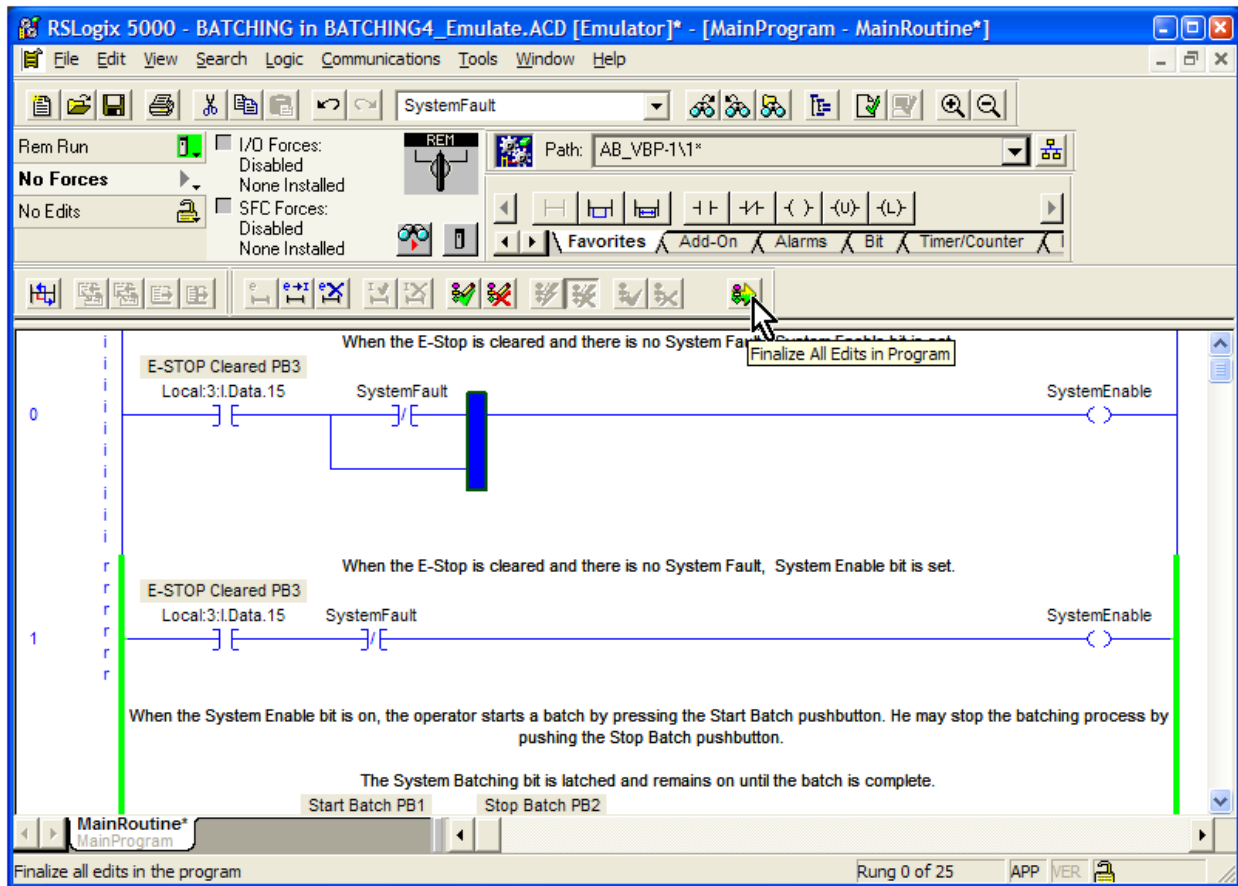 RSLogix 5000 - BATCHING in BATCHING4_Emulate.ACD [Emulator]* - [MainProgram - MainRoutine*]
File Edit View Search Logic Communications Tools Window Help
SystemFault
Rem Run
No Forces
No Edits
I/O Forces:
Disabled
None Installed
SFC Forces:
Disabled
None Installed
REM
Path: AB_VBP-1\1*
Favorites Add-On Alarms Bit Timer/Counter
When the E-Stop is cleared and there is no System
Finalize All Edits in Program
E-STOP Cleared PB3
Local:3:I.Data.15 SystemFault SystemEnable
0
i
i
i
i
i
i
i
i
i
i
When the E-Stop is cleared and there is no System Fault, System Enable bit is set.
E-STOP Cleared PB3
Local:3:I.Data.15 SystemFault SystemEnable
1
r
r
r
r
r
r
When the System Enable bit is on, the operator starts a batch by pressing the Start Batch pushbutton. He may stop the batching process by
pushing the Stop Batch pushbutton.
The System Batching bit is latched and remains on until the batch is complete.
Start Batch PB1 Stop Batch PB2
MainRoutine*
MainProgram
Finalize all edits in the program
Rung 0 of 25 APP VER